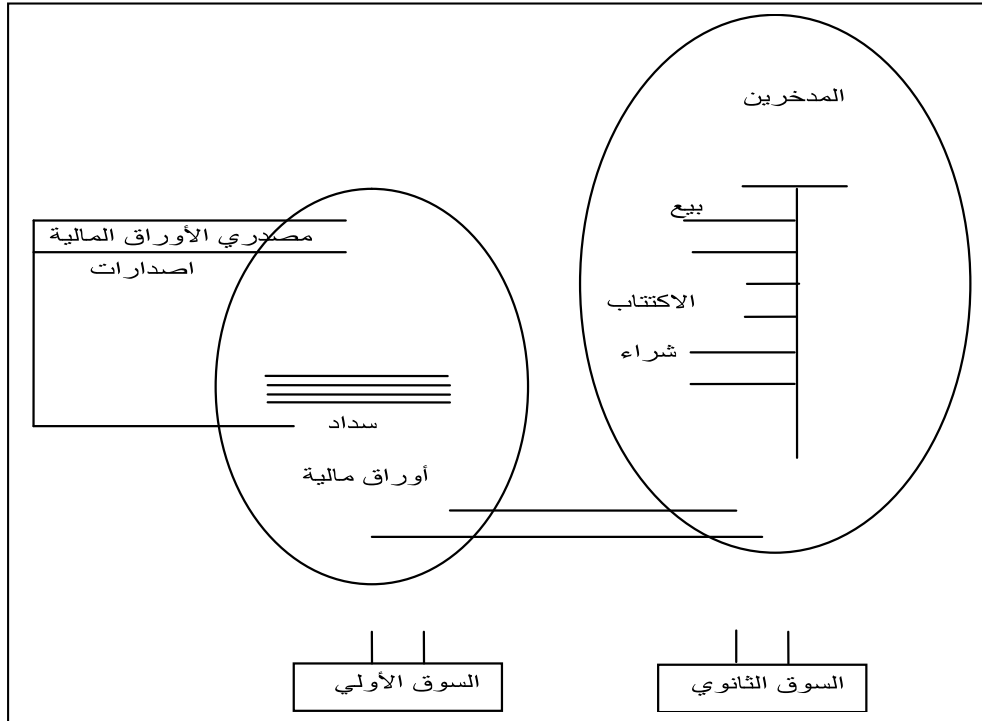 المدخرين
بيع
مصدري الأوراق المالية
اصدارات
الاكتتاب
شراء
سداد
أوراق مالية
السوق الثانوي
السوق الأولي